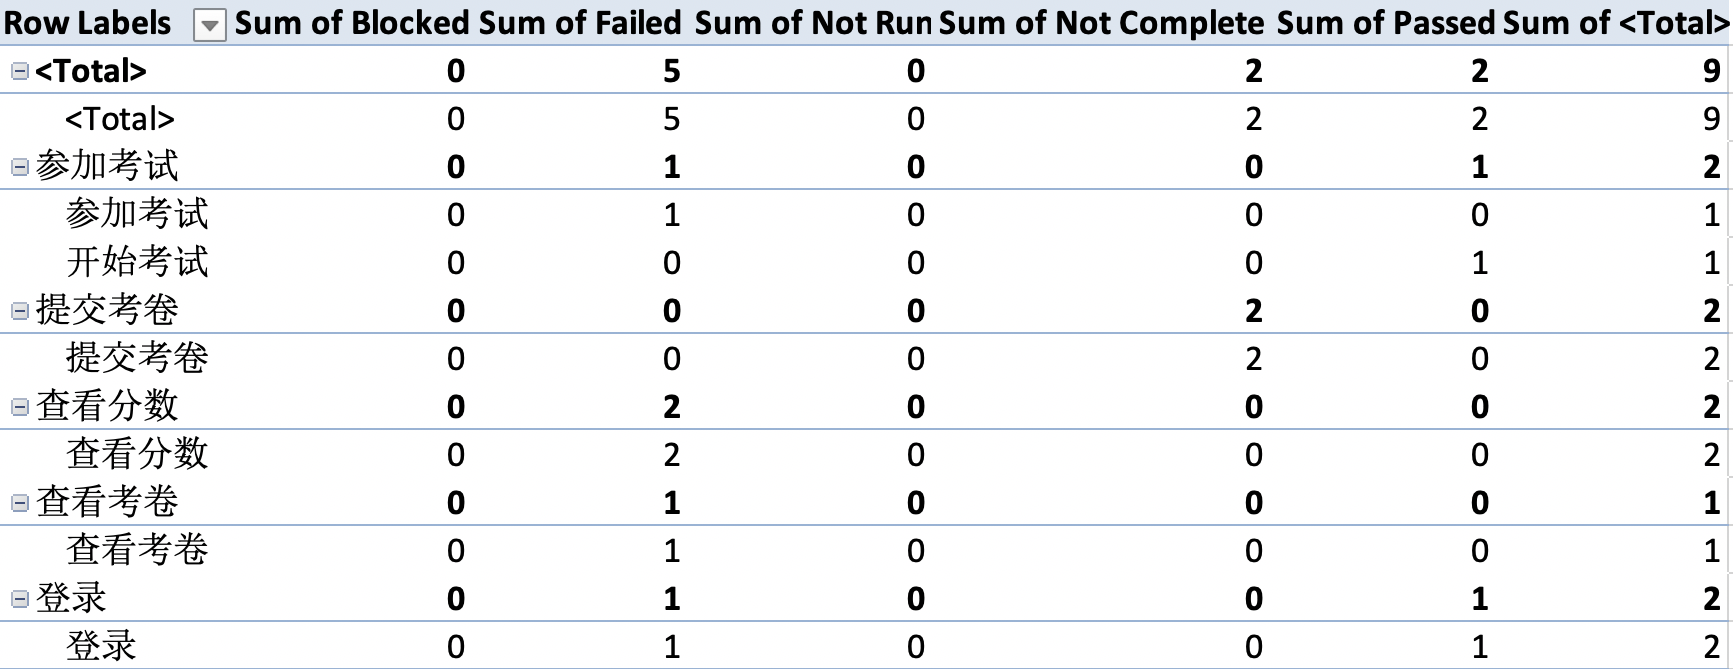 Row Labels Sum of Blocked Sum of Failed Sum of Not Run Sum of Not Complete Sum of Passed Sum of <Total>
<Total> 0 5 0 2 2 9
<Total> 0 5 0 2 2 9
参加考试 0 1 0 0 1 2
参加考试 0 1 0 0 0 1
开始考试 0 0 0 0 1 1
提交考卷 0 0 0 2 0 2
提交考卷 0 0 0 2 0 2
查看分数 0 2 0 0 0 2
查看分数 0 2 0 0 0 2
查看考卷 0 1 0 0 0 1
查看考卷 0 1 0 0 0 1
登录 0 1 0 0 1 2
登录 0 1 0 0 1 2